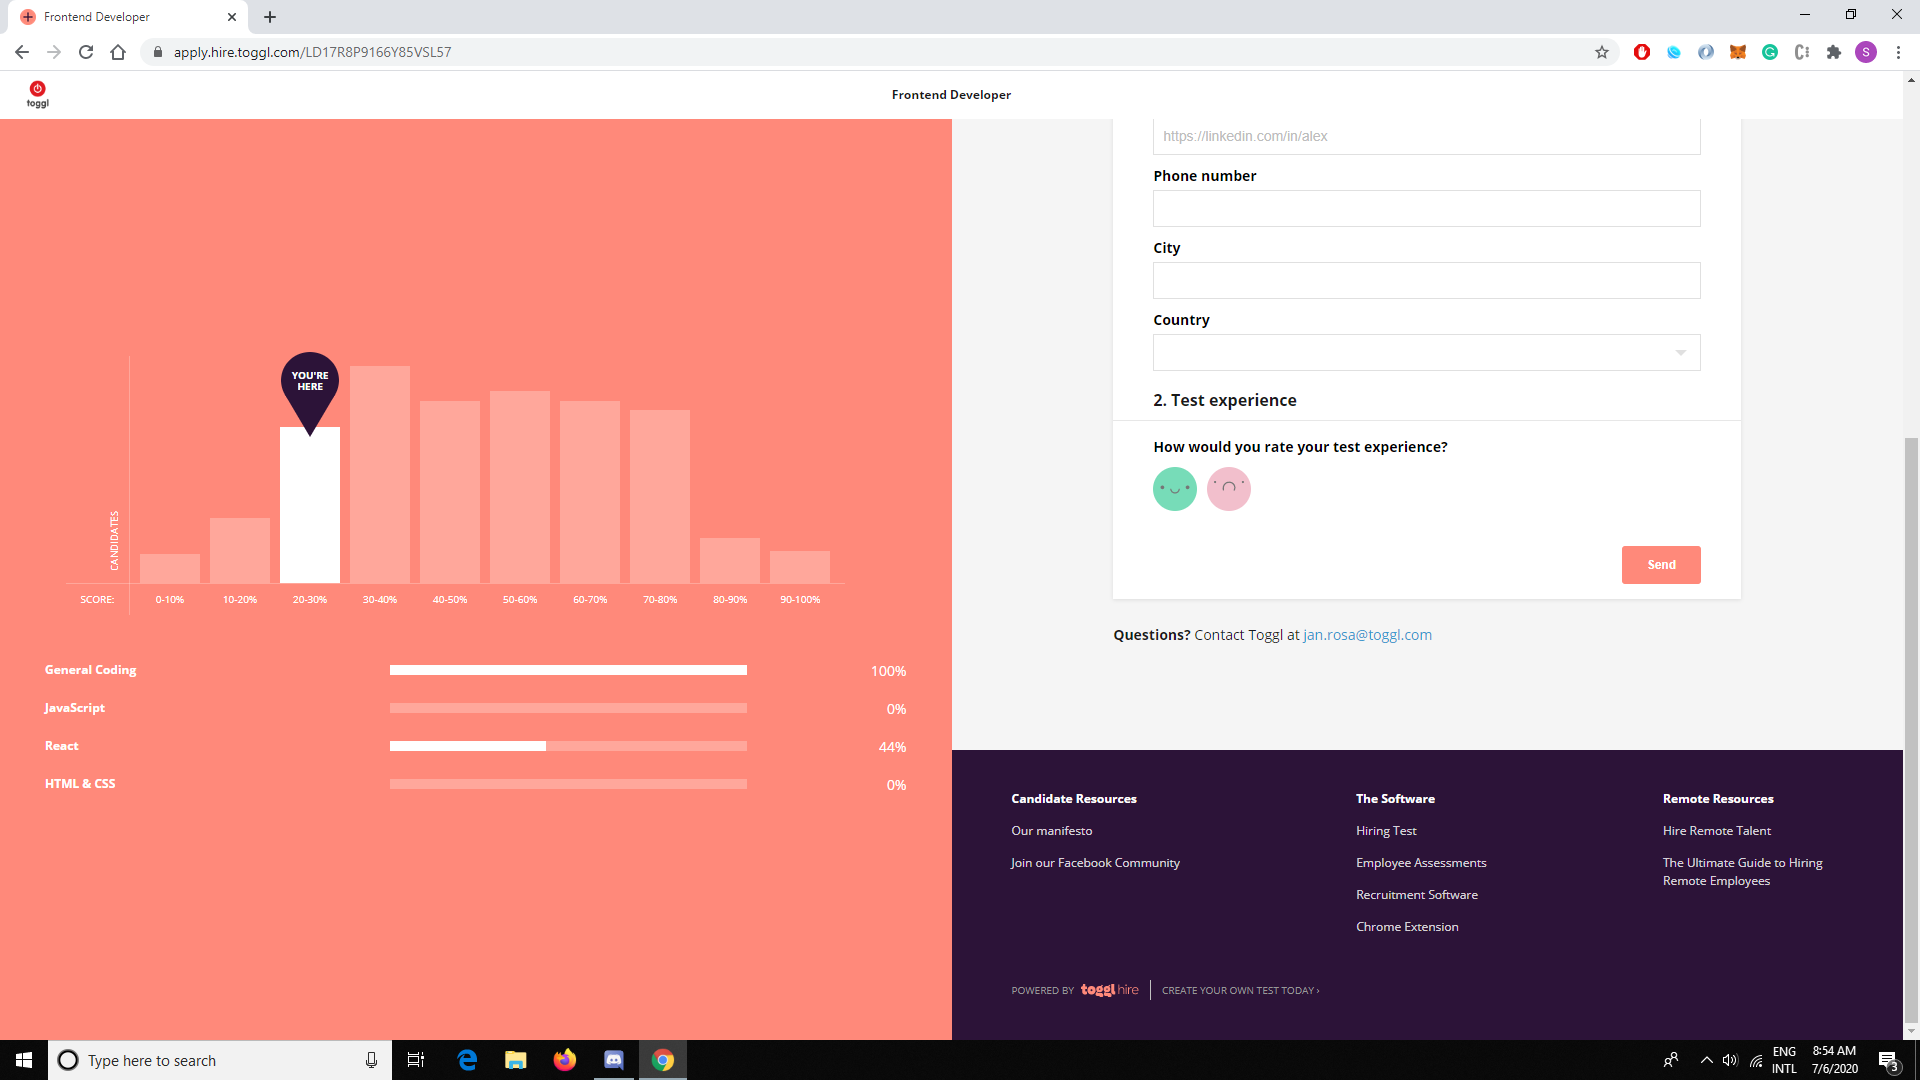 Frontend Developer
apply.hire.toggl.com/LD17R8P9166Y85VSL57
S
toggl
Frontend Developer
YOU'RE
HERE
CANDIDATES
SCORE:
0-10%
10-20%
20-30%
30-40%
40-50%
50-60%
60-70%
70-80%
80-90%
90-100%
General Coding
100%
JavaScript
0%
React
44%
HTML & CSS
0%
https://linkedin.com/in/alex
Phone number
City
Country
2. Test experience
How would you rate your test experience?
Send
Questions? Contact Toggl at jan.rosa@toggl.com
Candidate Resources
Our manifesto
Join our Facebook Community
The Software
Hiring Test
Employee Assessments
Recruitment Software
Chrome Extension
Remote Resources
Hire Remote Talent
The Ultimate Guide to Hiring
Remote Employees
POWERED BY toggl hire
CREATE YOUR OWN TEST TODAY ›
Type here to search
ENG
INTL
8:54 AM
7/6/2020
3